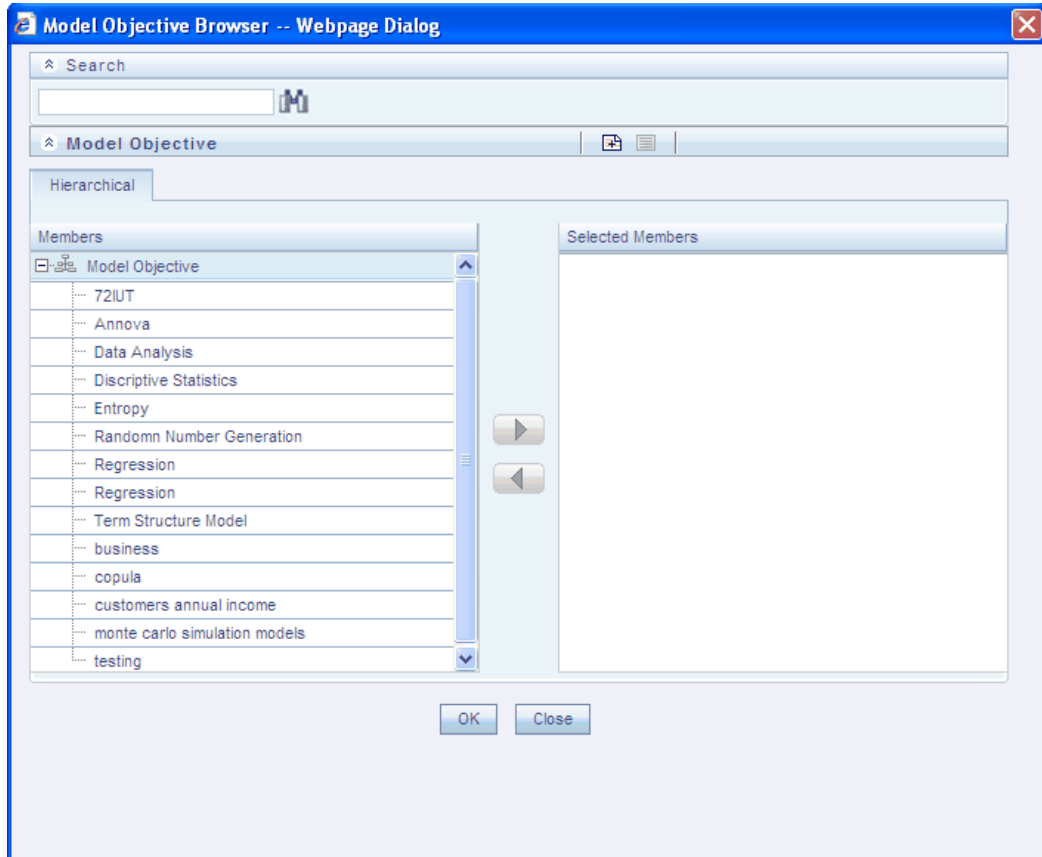 Model Objective Browser -- Webpage Dialog
Search
Model Objective
Hierarchical
Members
Selected Members
Model Objective
72IUT
Annova
Data Analysis
Discriptive Statistics
Entropy
Randomn Number Generation
Regression
Regression
Term Structure Model
business
copula
customers annual income
monte carlo simulation models
testing
OK
Close